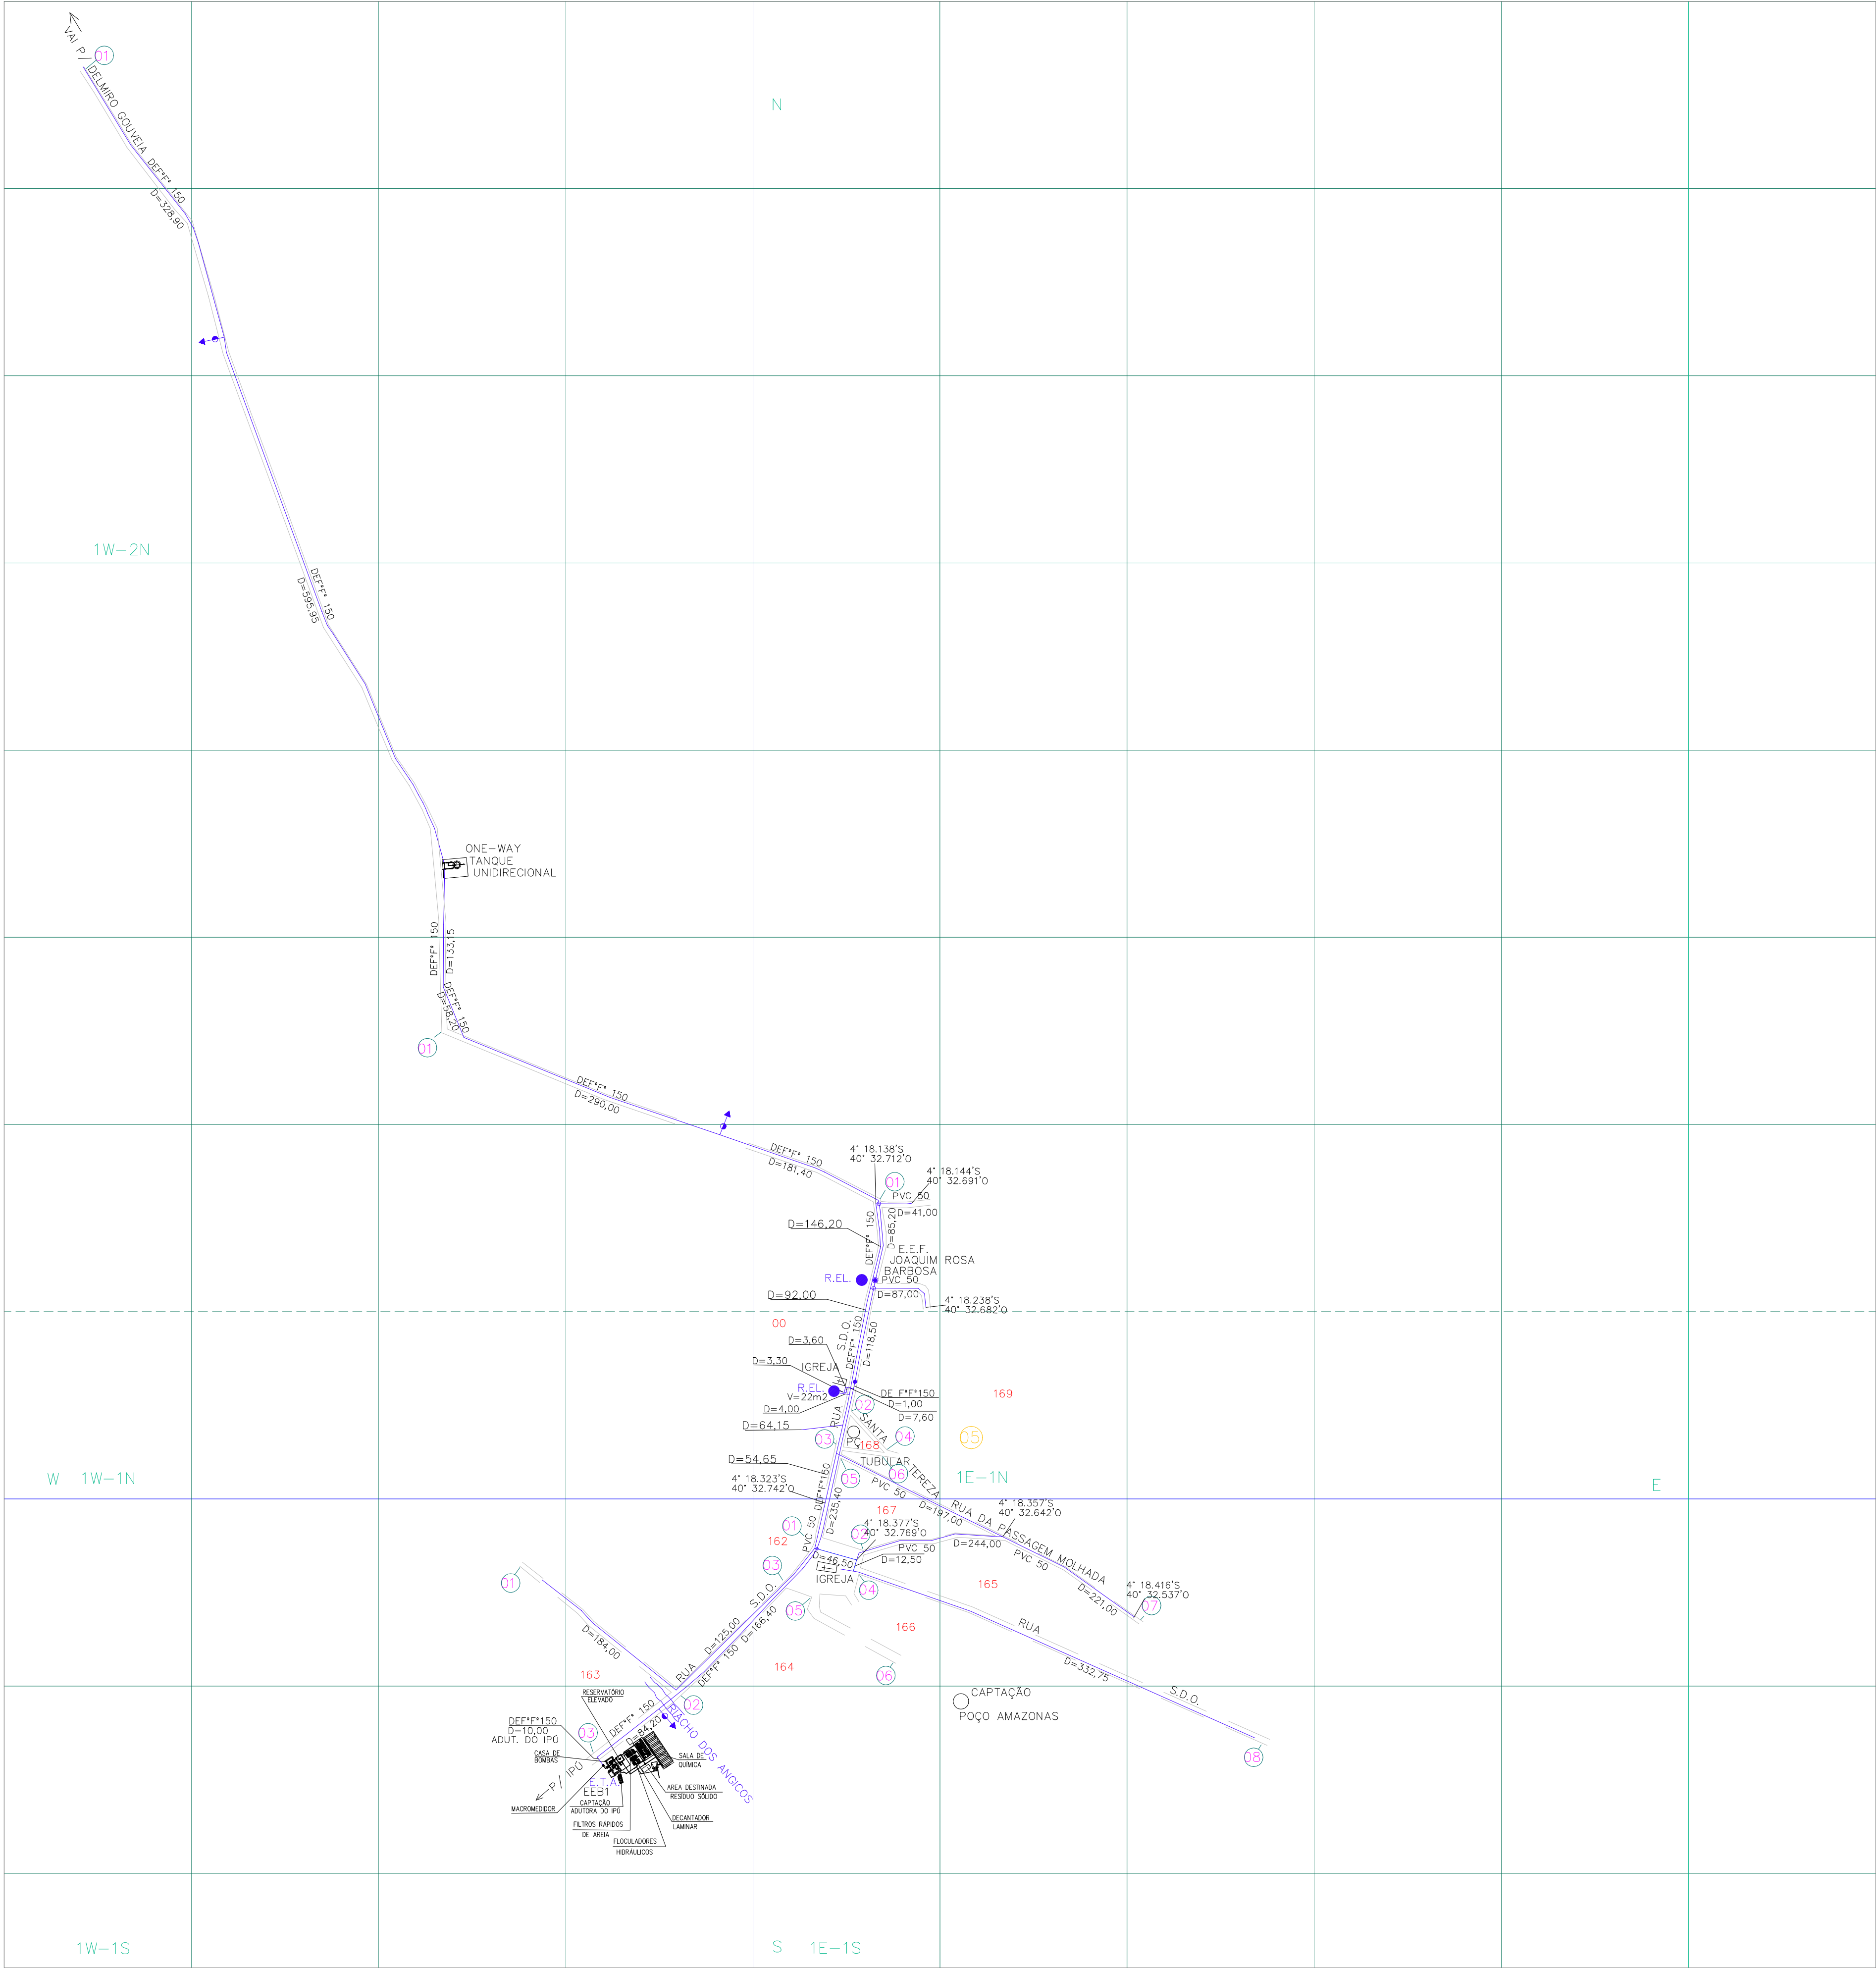 VAI P/ DELMIRO GOUVEIA
01
N
DEF°F° 150
D=328,90
1W-2N
DEF°F° 150
D=595,95
ONE-WAY
TANQUE
UNIDIRECIONAL
DEF°F° 150
D=133,15
DEF°F° 150
D=58,20
01
DEF°F° 150
D=290,00
DEF°F° 150
D=181,40
4° 18.138'S
40° 32.712'O
01
4° 18.144'S
40° 32.691'O
PVC 50
D=41,00
D=146,20
DEF°F° 150
D=85,20
E.E.F.
JOAQUIM ROSA
BARBOSA
R.EL.
PVC 50
D=87,00
D=92,00
4° 18.238'S
40° 32.682'O
00
S.D.O.
DEF°F° 150
D=118,50
D=3,60
D=3,30
IGREJA
R.EL.
V=22m2
D=4,00
DE F°F°150
D=1,00
D=7,60
169
02
D=64,15
RUA
SANTA
03
PÇ
168
04
05
D=54,65
TUBULAR
06
TEREZA
05
W
1W-1N
1E-1N
E
4° 18.323'S
40° 32.742'O
DEF°F°150
D=235,40
PVC 50
PVC 50
D=197,00
RUA DA PASSAGEM MOLHADA
167
4° 18.357'S
40° 32.642'O
01
02
4° 18.377'S
40° 32.769'O
162
PVC 50
D=12,50
D=244,00
PVC 50
D=46,50
IGREJA
03
04
165
01
05
4° 18.416'S
40° 32.537'O
07
D=221,00
S.D.O.
D=125,00
D=166,40
RUA
D=184,00
166
RUA
163
164
06
D=332,75
DEF°F° 150
RUA
S.D.O.
02
RESERVATÓRIO
ELEVADO
CAPTAÇÃO
POÇO AMAZONAS
DEF°F° 150
D=84,20
RIACHO DOS ANGICOS
DEF°F°150
D=10,00
ADUT. DO IPÚ
03
CASA DE
BOMBAS
SALA DE
QUÍMICA
08
P/ IPÚ
E.T.A.
EEB1
AREA DESTINADA
RESÍDUO SÓLIDO
MACROMEDIDOR
CAPTAÇÃO
ADUTORA DO IPÚ
DECANTADOR
LAMINAR
FILTROS RÁPIDOS
DE AREIA
FLOCULADORES
HIDRÁULICOS
1W-1S
S
1E-1S